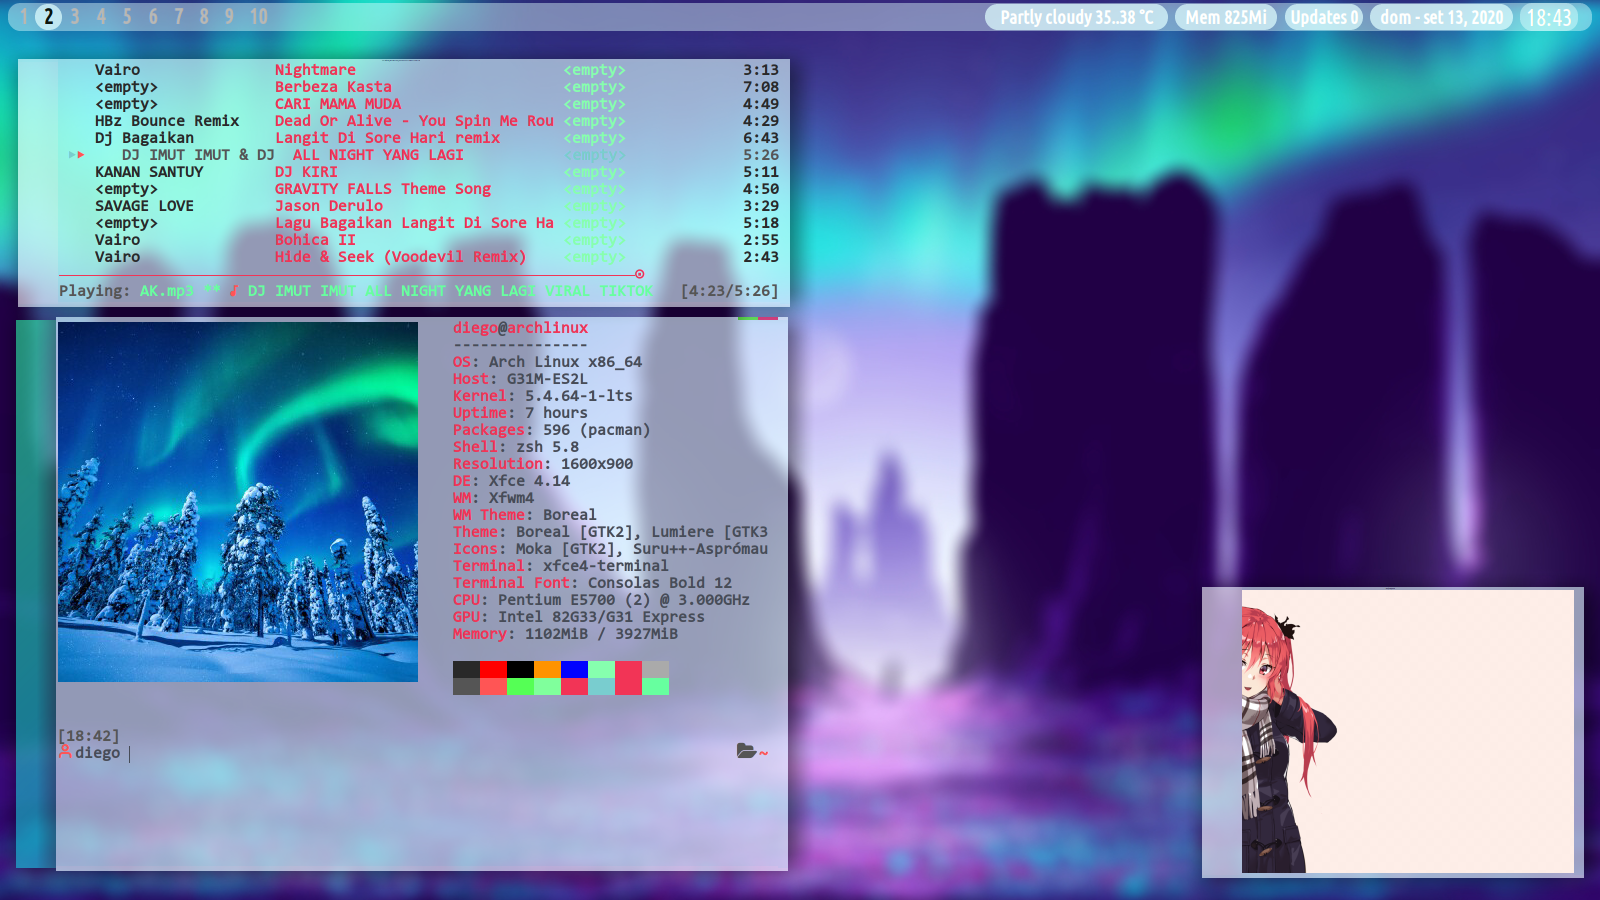 1 2 3 4 5 6 7 8 9 10 Partly cloudy 35..38 °C Mem 825Mi Updates 0 dom - set 13, 2020 18:43
Vairo Nightmare <empty> 3:13
<empty> Berbeza Kasta <empty> 7:08
<empty> CARI MAMA MUDA <empty> 4:49
HBz Bounce Remix Dead Or Alive - You Spin Me Rou <empty> 4:29
Dj Bagaikan Langit Di Sore Hari remix <empty> 6:43
DJ IMUT IMUT & DJ ALL NIGHT YANG LAGI <empty> 5:26
KANAN SANTUY DJ KIRI <empty> 5:11
<empty> GRAVITY FALLS Theme Song <empty> 4:50
SAVAGE LOVE Jason Derulo <empty> 3:29
<empty> Lagu Bagaikan Langit Di Sore Ha <empty> 5:18
Vairo Bohica II <empty> 2:55
Vairo Hide & Seek (Voodevil Remix) <empty> 2:43
Playing: AK.mp3 ** ♪ DJ IMUT IMUT ALL NIGHT YANG LAGI VIRAL TIKTOK [4:23/5:26]
diego@archlinux
---------------
OS: Arch Linux x86_64
Host: G31M-ES2L
Kernel: 5.4.64-1-lts
Uptime: 7 hours
Packages: 596 (pacman)
Shell: zsh 5.8
Resolution: 1600x900
DE: Xfce 4.14
WM: Xfwm4
WM Theme: Boreal
Theme: Boreal [GTK2], Lumiere [GTK3
Icons: Moka [GTK2], Suru++-Asprómau
Terminal: xfce4-terminal
Terminal Font: Consolas Bold 12
CPU: Pentium E5700 (2) @ 3.000GHz
GPU: Intel 82G33/G31 Express
Memory: 1102MiB / 3927MiB
[18:42]
diego ~